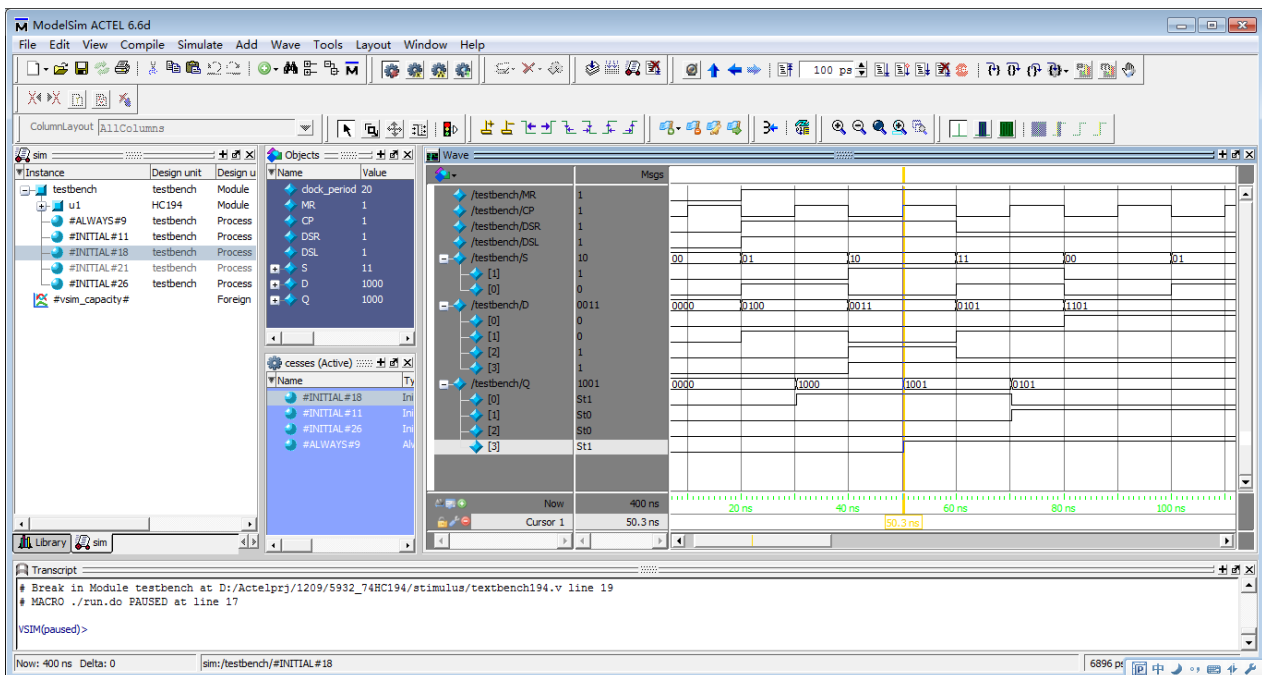 ModelSim ACTEL 6.6d
File Edit View Compile Simulate Add Wave Tools Layout Window Help
100 ps
ColumnLayout AllColumns
sim
Instance Design unit Design u
testbench testbench Module
u1 HC194 Module
#ALWAYS#9 testbench Process
#INITIAL#11 testbench Process
#INITIAL#18 testbench Process
#INITIAL#21 testbench Process
#INITIAL#26 testbench Process
#vsim_capacity# Foreign
Library sim
Objects
Name Value
clock_period 20
MR 1
CP 1
DSR 1
DSL 1
S 11
D 1000
Q 1000
cesses (Active)
Name Ty
#INITIAL#18 Ini
#INITIAL#11 Ini
#INITIAL#26 Ini
#ALWAYS#9 Alw
Wave
Msgs
/testbench/MR 1
/testbench/CP 1
/testbench/DSR 1
/testbench/DSL 1
/testbench/S 10 00 01 10 11 00 01
[1] 1
[0] 0
/testbench/D 0011 0000 0100 0011 0101 1101
[0] 0
[1] 0
[2] 1
[3] 1
/testbench/Q 1001 0000 1000 1001 0101
[0] St1
[1] St0
[2] St0
[3] St1
Now 400 ns 20 ns 40 ns 60 ns 80 ns 100 ns
Cursor 1 50.3 ns 50.3 ns
Transcript
# Break in Module testbench at D:/Actelprj/1209/5932_74HC194/stimulus/textbench194.v line 19
# MACRO ./run.do PAUSED at line 17
VSIM(paused)>
Now: 400 ns Delta: 0 sim:/testbench/#INITIAL#18 6896 ps
中